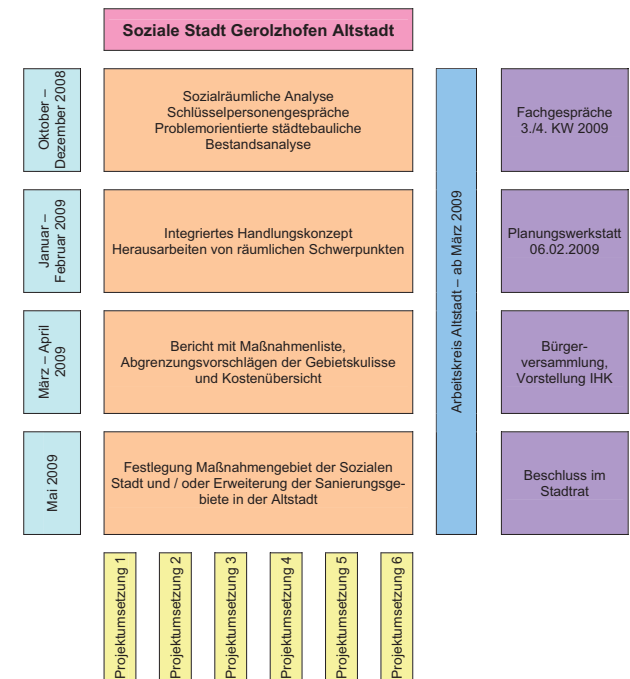 Soziale Stadt Gerolzhofen Altstadt
Oktober –
Dezember 2008
Sozialräumliche Analyse
Schlüsselpersonengespräche
Problemorientierte städtebauliche
Bestandsanalyse
Fachgespräche
3./4. KW 2009
Januar –
Februar 2009
Integriertes Handlungskonzept
Herausarbeiten von räumlichen Schwerpunkten
Planungswerkstatt
06.02.2009
März – April
2009
Bericht mit Maßnahmenliste,
Abgrenzungsvorschlägen der Gebietskulisse
und Kostenübersicht
Bürger-
versammlung,
Vorstellung IHK
Mai 2009
Festlegung Maßnahmengebiet der Sozialen
Stadt und / oder Erweiterung der Sanierungsge-
biete in der Altstadt
Beschluss im
Stadtrat
Arbeitskreis Altstadt – ab März 2009
Projektumsetzung 1
Projektumsetzung 2
Projektumsetzung 3
Projektumsetzung 4
Projektumsetzung 5
Projektumsetzung 6